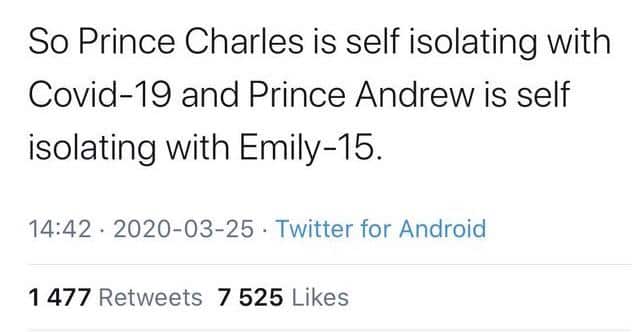 So Prince Charles is self isolating with
Covid-19 and Prince Andrew is self
isolating with Emily-15.
14:42 · 2020-03-25 · Twitter for Android
1 477 Retweets 7 525 Likes